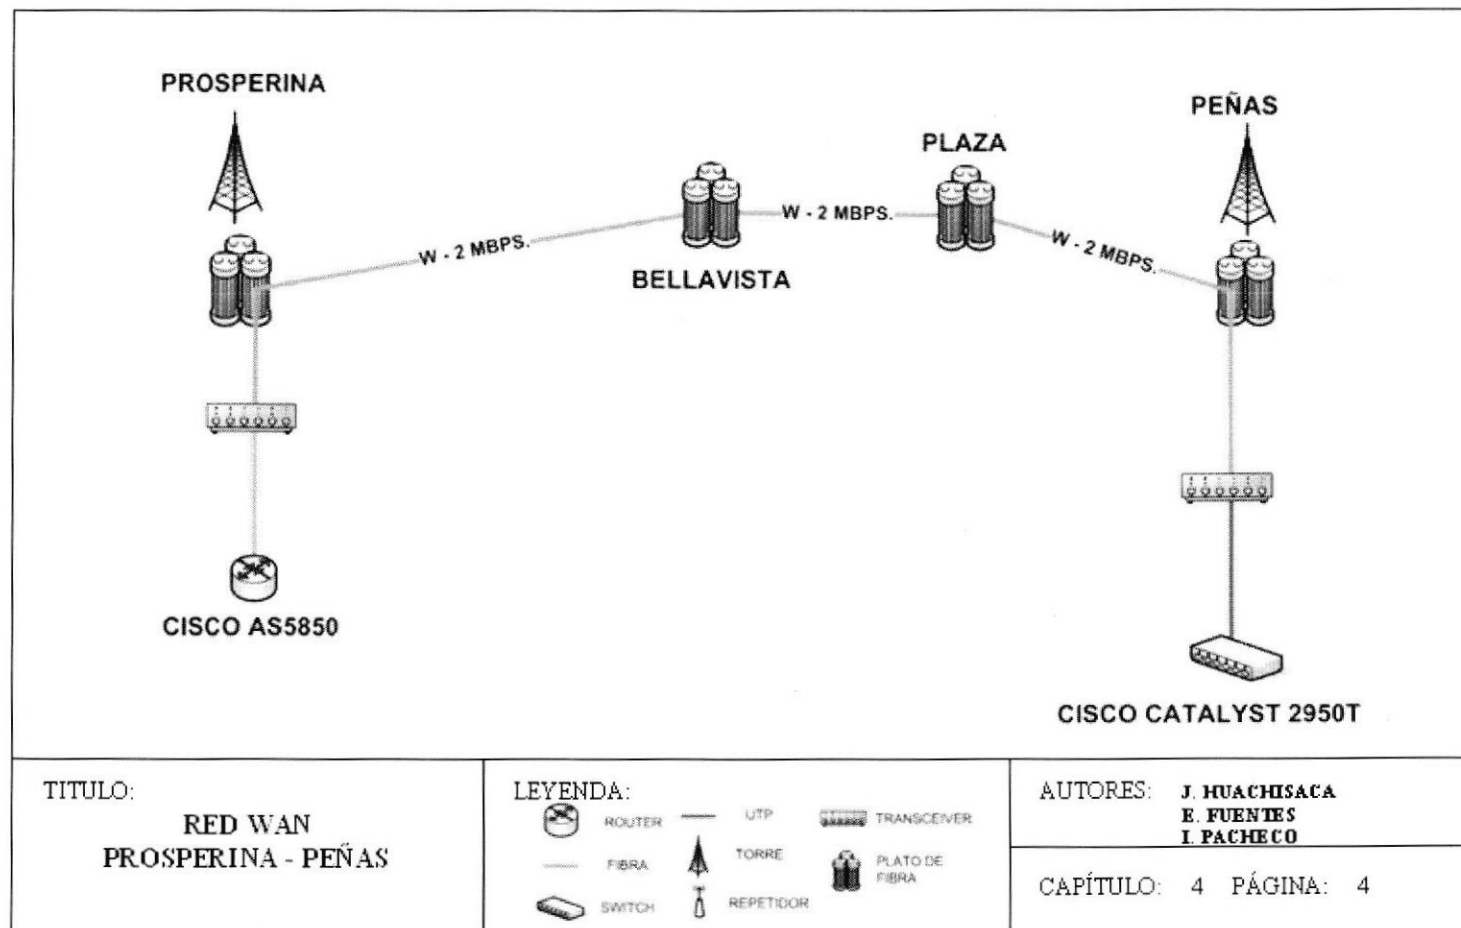 PROSPERINA
PEÑAS
PLAZA
W - 2 MBPS.
W - 2 MBPS.
W - 2 MBPS.
BELLAVISTA
CISCO AS5850
CISCO CATALYST 2950T
TITULO:
RED WAN
PROSPERINA - PEÑAS
LEYENDA:
ROUTER
UTP
TRANSCEIVER
FIBRA
TORRE
PLATO DE
FIBRA
SWITCH
REPETIDOR
AUTORES: J. HUACHISACA
E. FUENTES
I. PACHECO
CAPÍTULO: 4 PÁGINA: 4